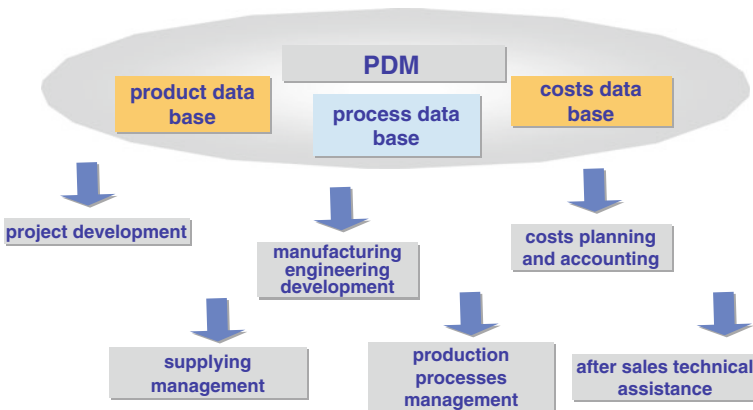 PDM
product data
base
process data
base
costs data
base
project development
manufacturing
engineering
development
costs planning
and accounting
supplying
management
production
processes
management
after sales technical
assistance